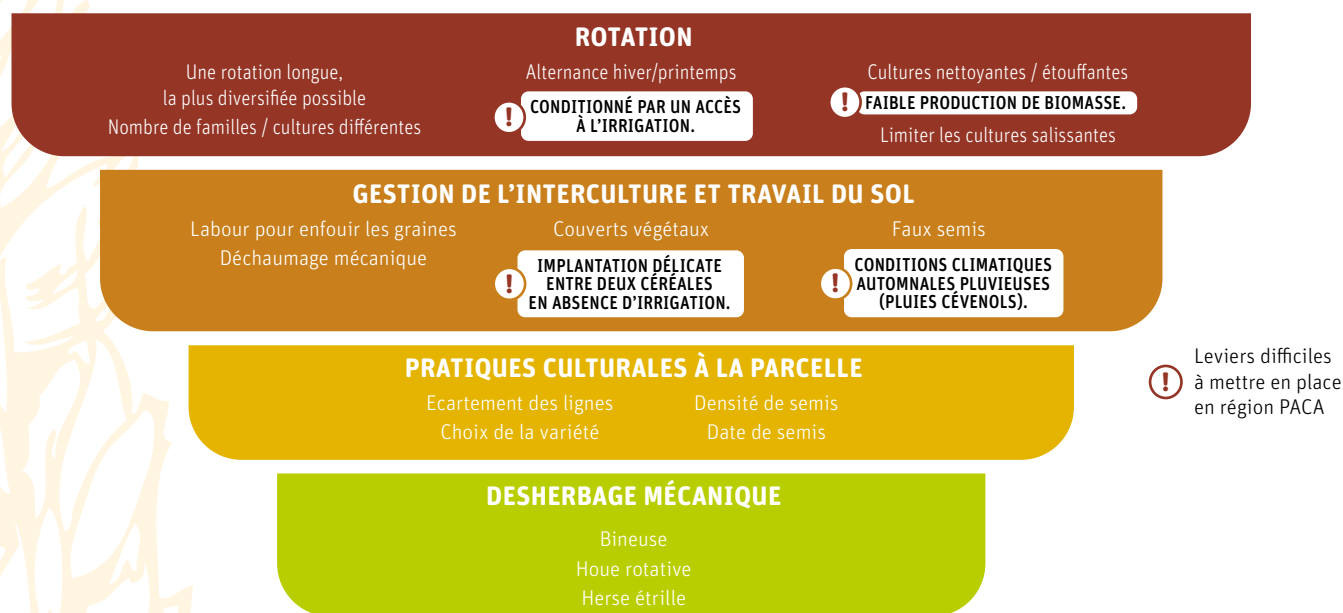 ROTATION
Une rotation longue,
la plus diversifiée possible
Nombre de familles / cultures différentes
Alternance hiver/printemps
! CONDITIONNÉ PAR UN ACCÈS
À L'IRRIGATION.
Cultures nettoyantes / étouffantes
! FAIBLE PRODUCTION DE BIOMASSE.
Limiter les cultures salissantes
GESTION DE L'INTERCULTURE ET TRAVAIL DU SOL
Labour pour enfouir les graines
Déchaumage mécanique
Couverts végétaux
! IMPLANTATION DÉLICATE
ENTRE DEUX CÉRÉALES
EN ABSENCE D'IRRIGATION.
Faux semis
! CONDITIONS CLIMATIQUES
AUTOMNALES PLUVIEUSES
(PLUIES CÉVENOLS).
PRATIQUES CULTURALES À LA PARCELLE
Ecartement des lignes
Choix de la variété
Densité de semis
Date de semis
! Leviers difficiles
à mettre en place
en région PACA
DESHERBAGE MÉCANIQUE
Bineuse
Houe rotative
Herse étrille